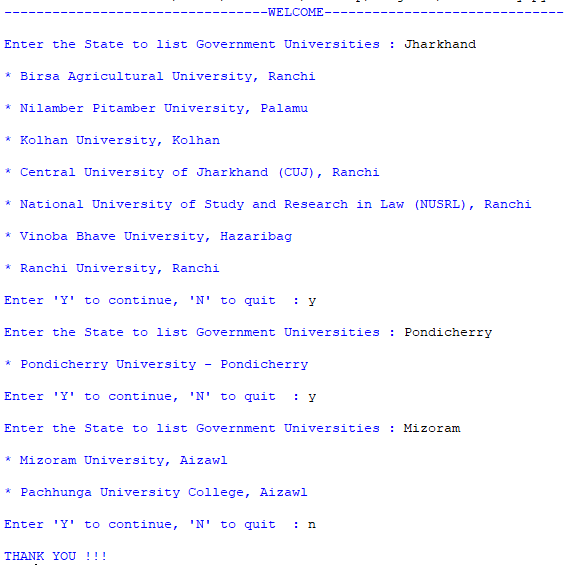 ------------------------------WELCOME------------------------------
Enter the State to list Government Universities : Jharkhand
* Birsa Agricultural University, Ranchi
* Nilamber Pitamber University, Palamu
* Kolhan University, Kolhan
* Central University of Jharkhand (CUJ), Ranchi
* National University of Study and Research in Law (NUSRL), Ranchi
* Vinoba Bhave University, Hazaribag
* Ranchi University, Ranchi
Enter 'Y' to continue, 'N' to quit  : y
Enter the State to list Government Universities : Pondicherry
* Pondicherry University – Pondicherry
Enter 'Y' to continue, 'N' to quit  : y
Enter the State to list Government Universities : Mizoram
* Mizoram University, Aizawl
* Pachhunga University College, Aizawl
Enter 'Y' to continue, 'N' to quit  : n
THANK YOU !!!